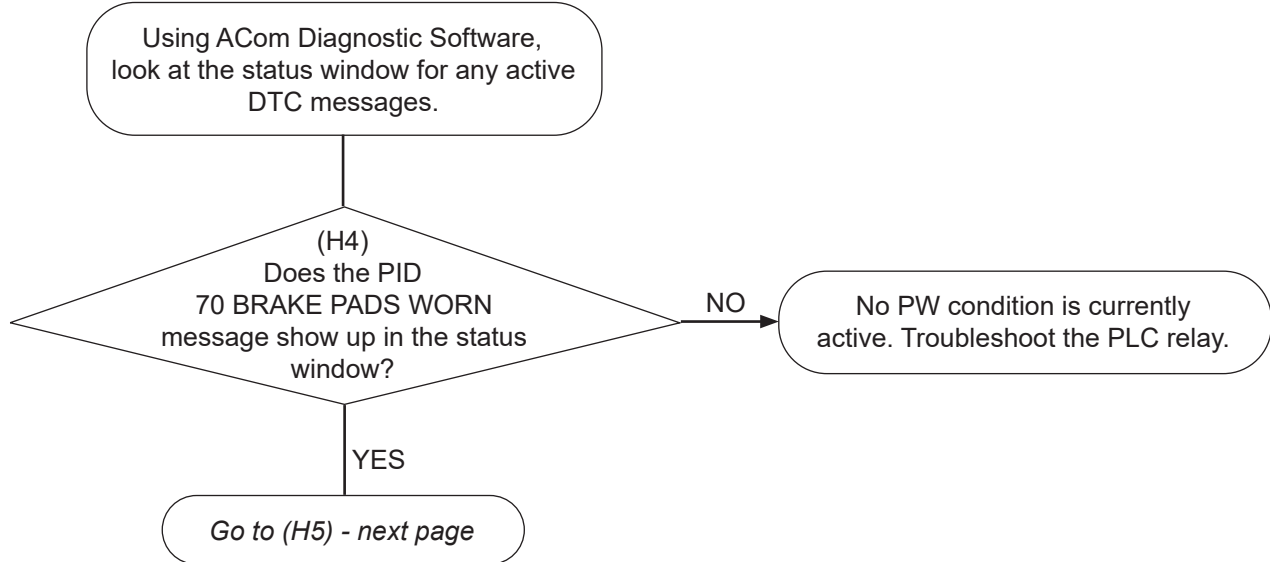 Using ACom Diagnostic Software,
look at the status window for any active
DTC messages.
(H4)
Does the PID
70 BRAKE PADS WORN
message show up in the status
window?
NO
No PW condition is currently
active. Troubleshoot the PLC relay.
YES
Go to (H5) - next page